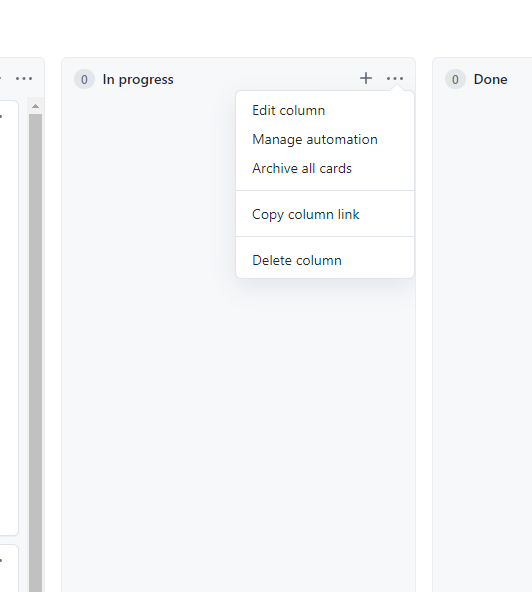 0 In progress
0 Done
Edit column
Manage automation
Archive all cards
Copy column link
Delete column